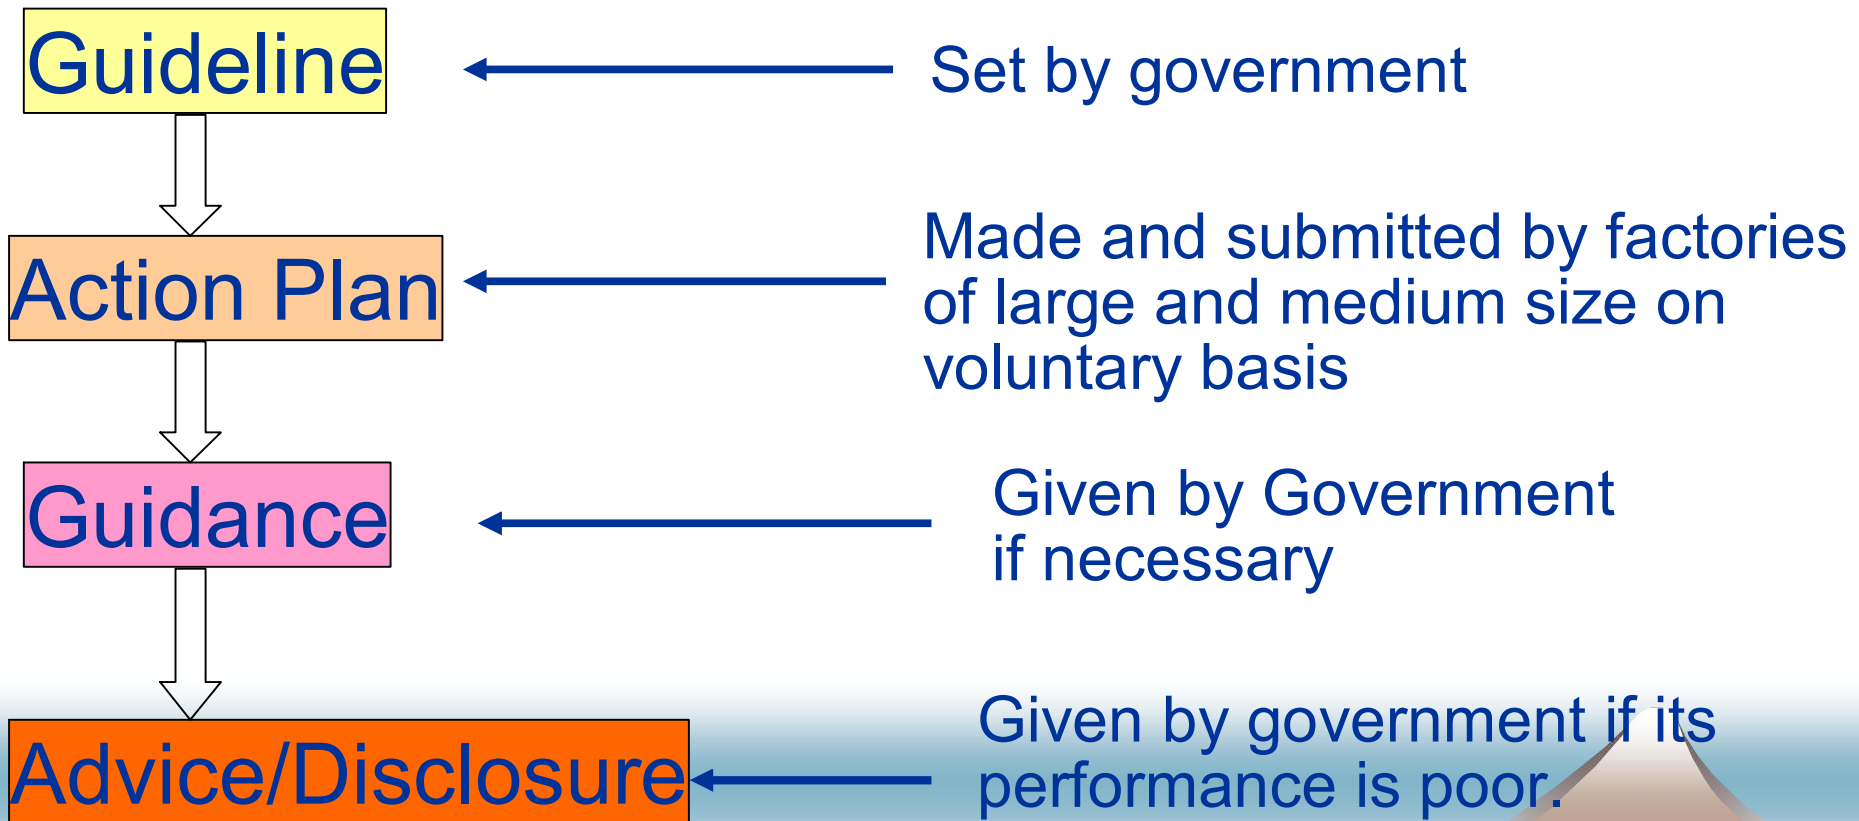 Guideline
Set by government
Action Plan
Made and submitted by factories
of large and medium size on
voluntary basis
Guidance
Given by Government
if necessary
Advice/Disclosure
Given by government if its
performance is poor.